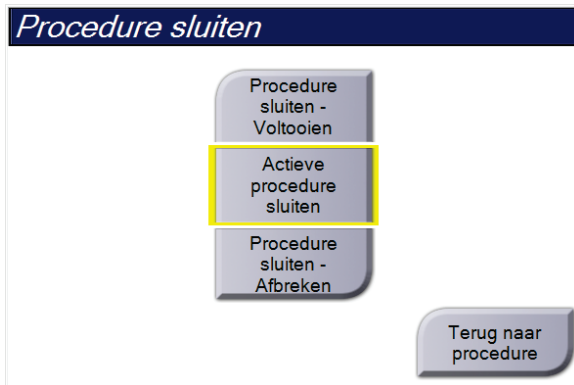 Procedure sluiten
Procedure
sluiten -
Voltooien
Actieve
procedure
sluiten
Procedure
sluiten -
Afbreken
Terug naar
procedure